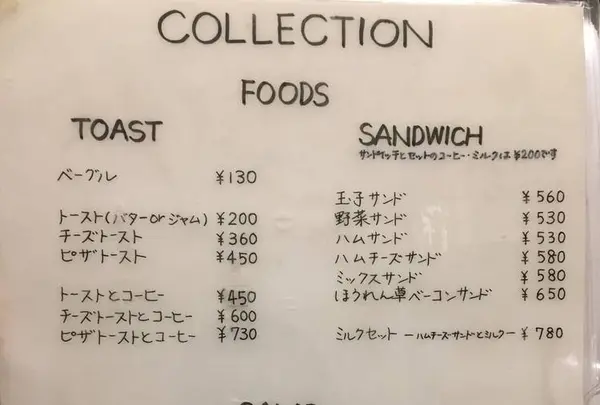 COLLECTION
FOODS
TOAST
ベーグル ¥130
トースト(バターorジャム) ¥200
チーズトースト ¥360
ピザトースト ¥450
トーストとコーヒー ¥450
チーズトーストとコーヒー ¥600
ピザトーストとコーヒー ¥730
SANDWICH
サンドイッチとセットのコーヒー・ミルクは¥200です
玉子サンド ¥560
野菜サンド ¥530
ハムサンド ¥530
ハムチーズサンド ¥580
ミックスサンド ¥580
ほうれん草ベーコンサンド ¥650
ミルクセット ーハムチーズサンドとミルクー ¥780